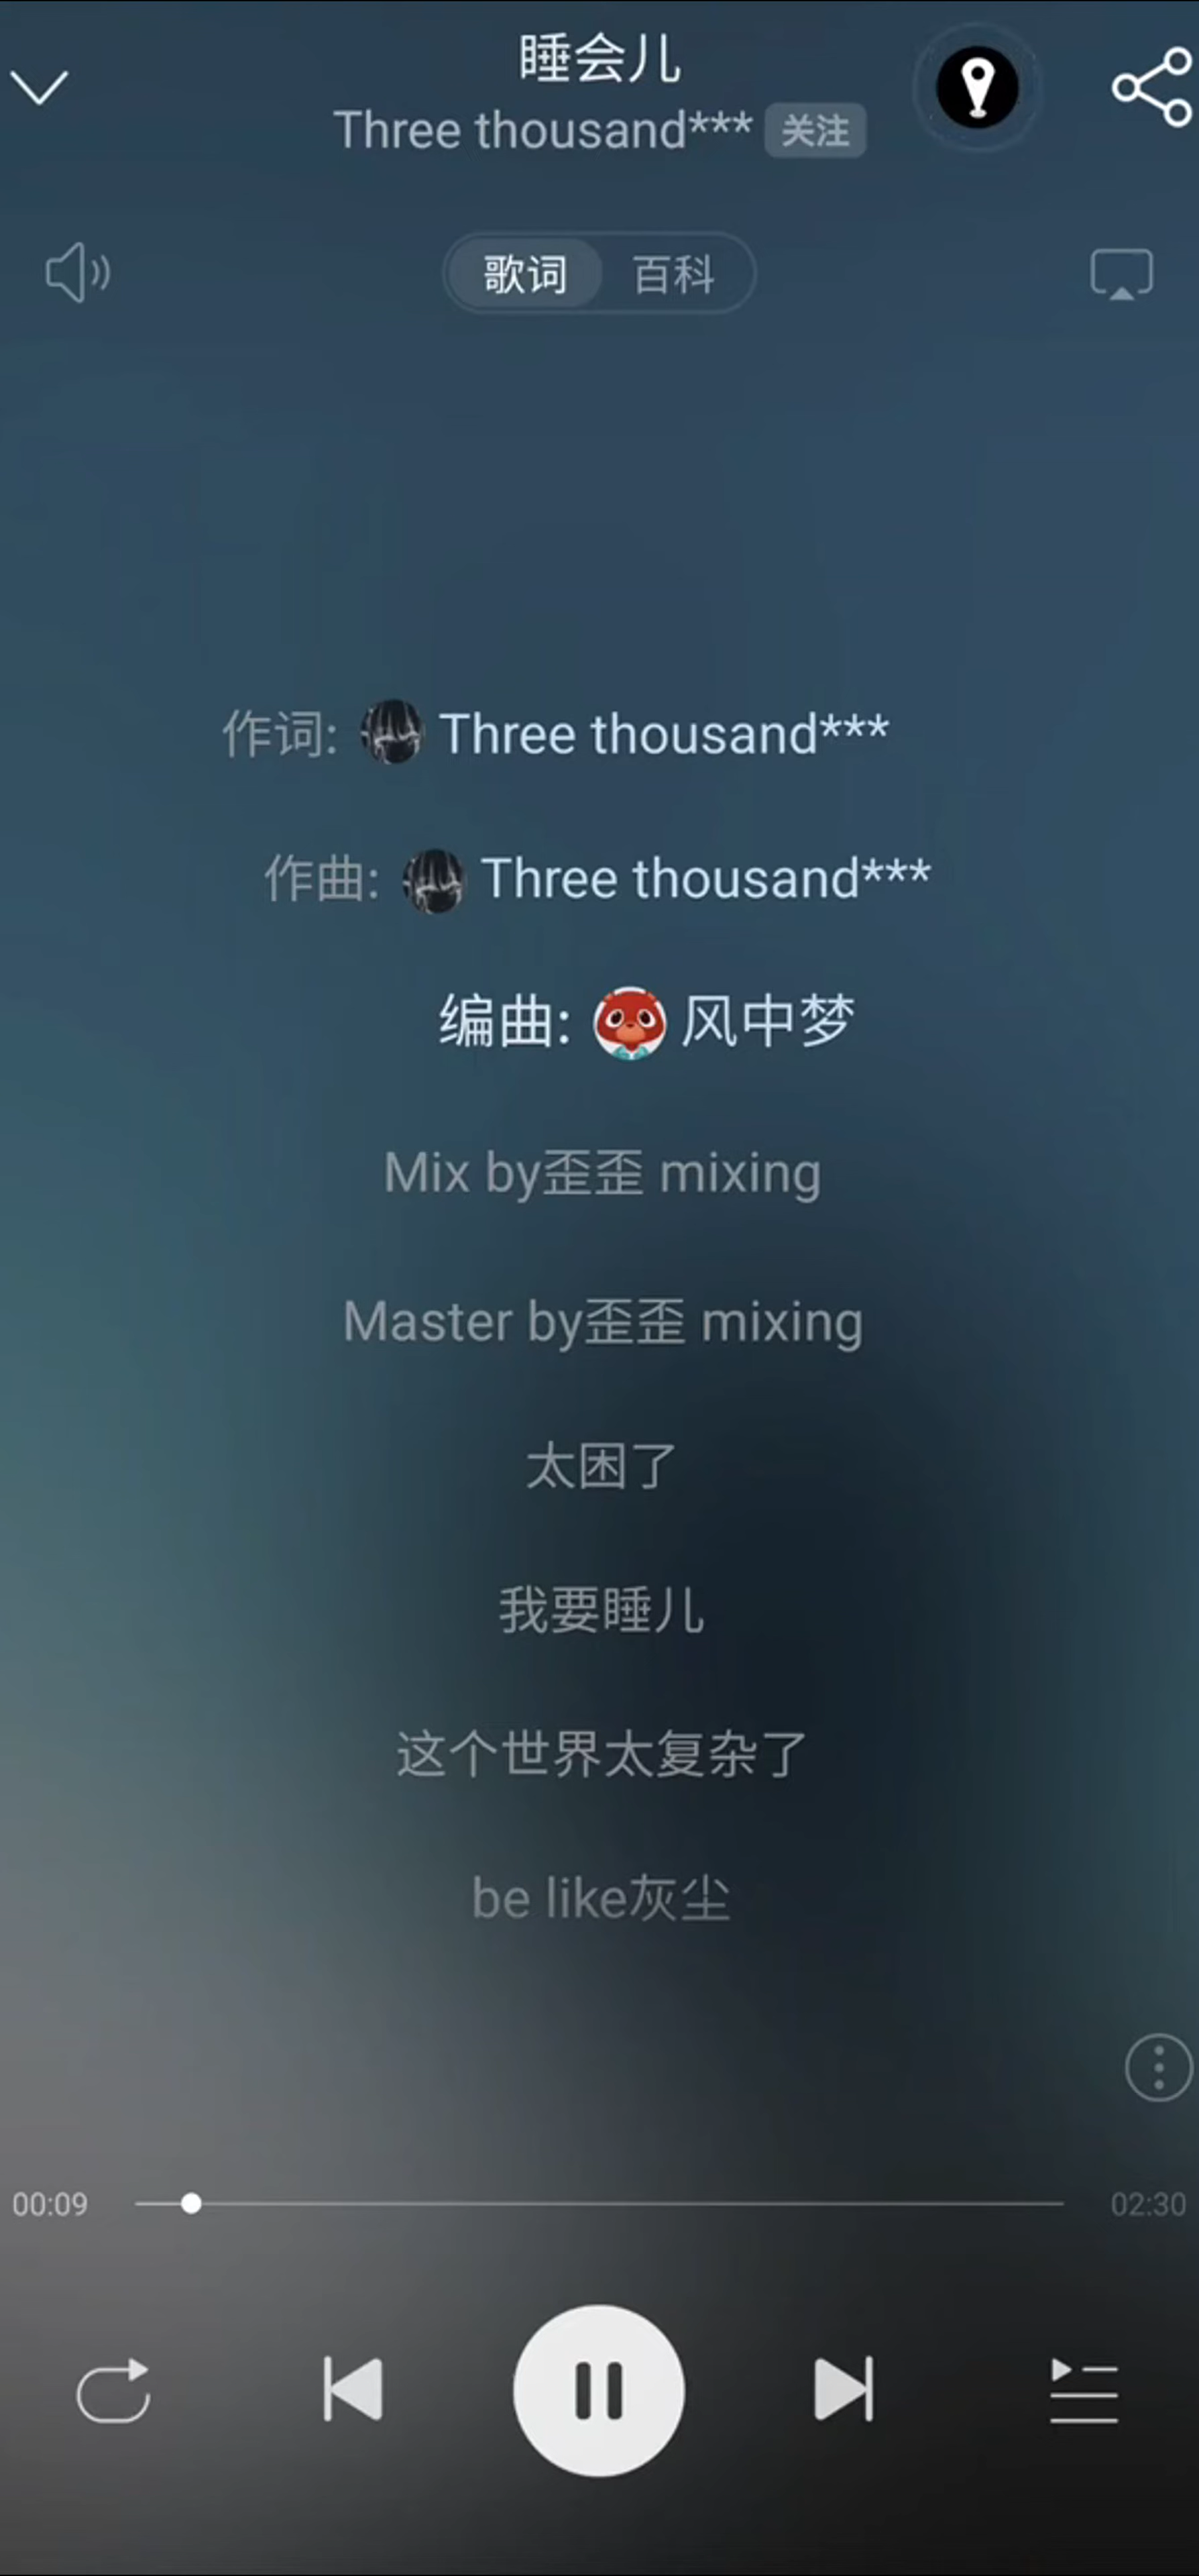 睡会儿
Three thousand*** 关注
歌词 百科
作词: Three thousand***
作曲: Three thousand***
编曲: 风中梦
Mix by歪歪 mixing
Master by歪歪 mixing
太困了
我要睡儿
这个世界太复杂了
be like灰尘
00:09 02:30